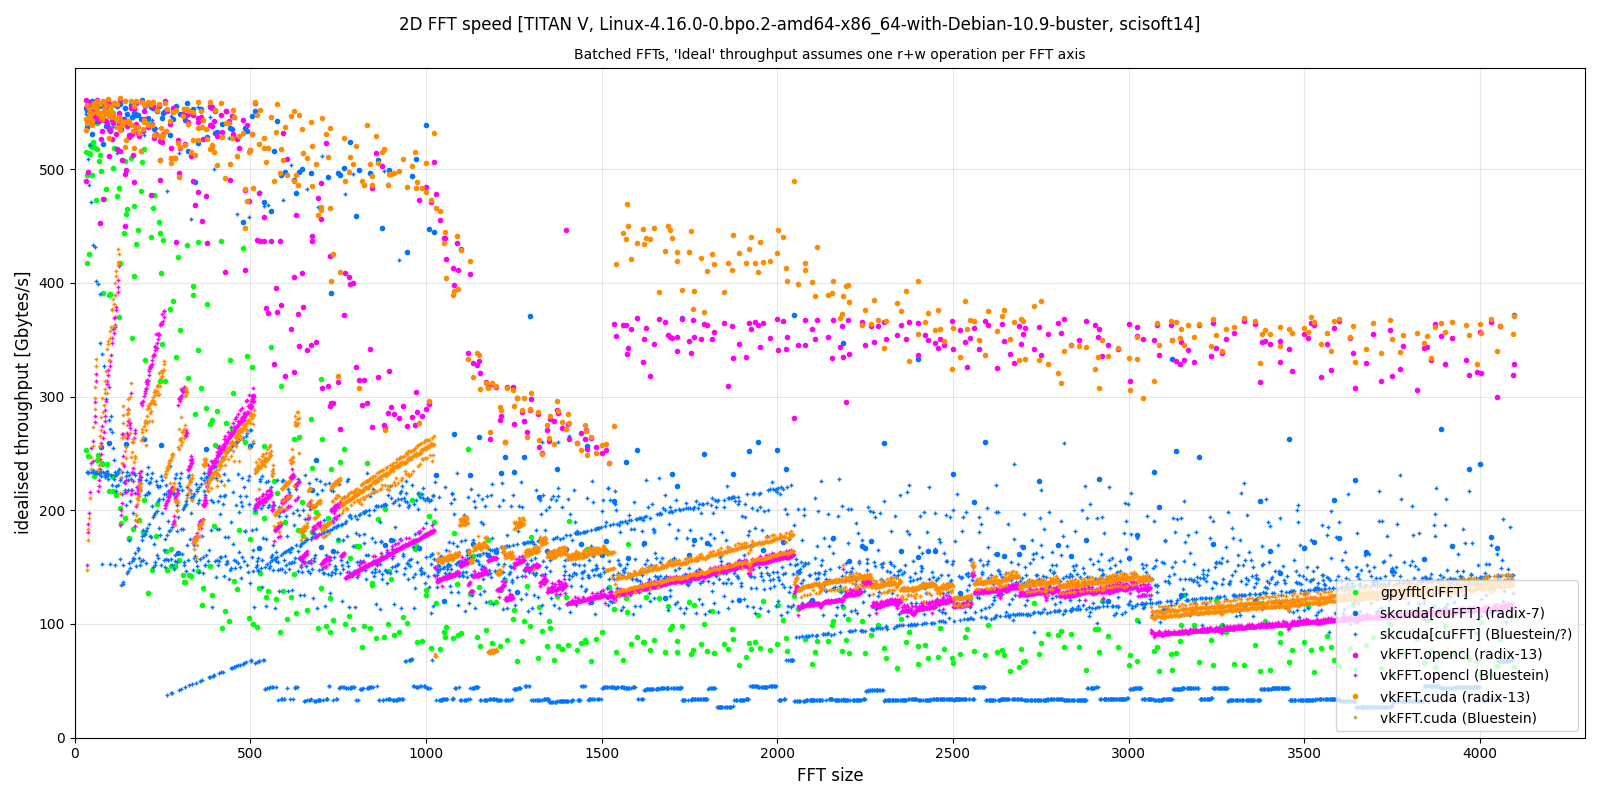 2D FFT speed [TITAN V, Linux-4.16.0-0.bpo.2-amd64-x86_64-with-Debian-10.9-buster, scisoft14]
Batched FFTs, 'Ideal' throughput assumes one r+w operation per FFT axis
idealised throughput [Gbytes/s]
500
400
300
200
100
0
gpyfft[clFFT]
skcuda[cuFFT] (radix-7)
skcuda[cuFFT] (Bluestein/?)
vkFFT.opencl (radix-13)
vkFFT.opencl (Bluestein)
vkFFT.cuda (radix-13)
vkFFT.cuda (Bluestein)
0 500 1000 1500 2000 2500 3000 3500 4000
FFT size